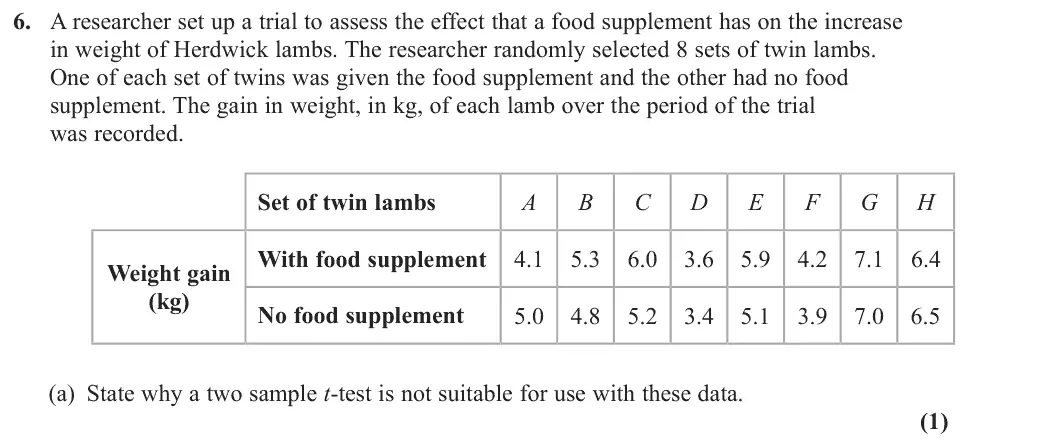 6. A researcher set up a trial to assess the effect that a food supplement has on the increase
in weight of Herdwick lambs. The researcher randomly selected 8 sets of twin lambs.
One of each set of twins was given the food supplement and the other had no food
supplement. The gain in weight, in kg, of each lamb over the period of the trial
was recorded.
Set of twin lambs A B C D E F G H
Weight gain
(kg)
With food supplement 4.1 5.3 6.0 3.6 5.9 4.2 7.1 6.4
No food supplement 5.0 4.8 5.2 3.4 5.1 3.9 7.0 6.5
(a) State why a two sample t-test is not suitable for use with these data.
(1)